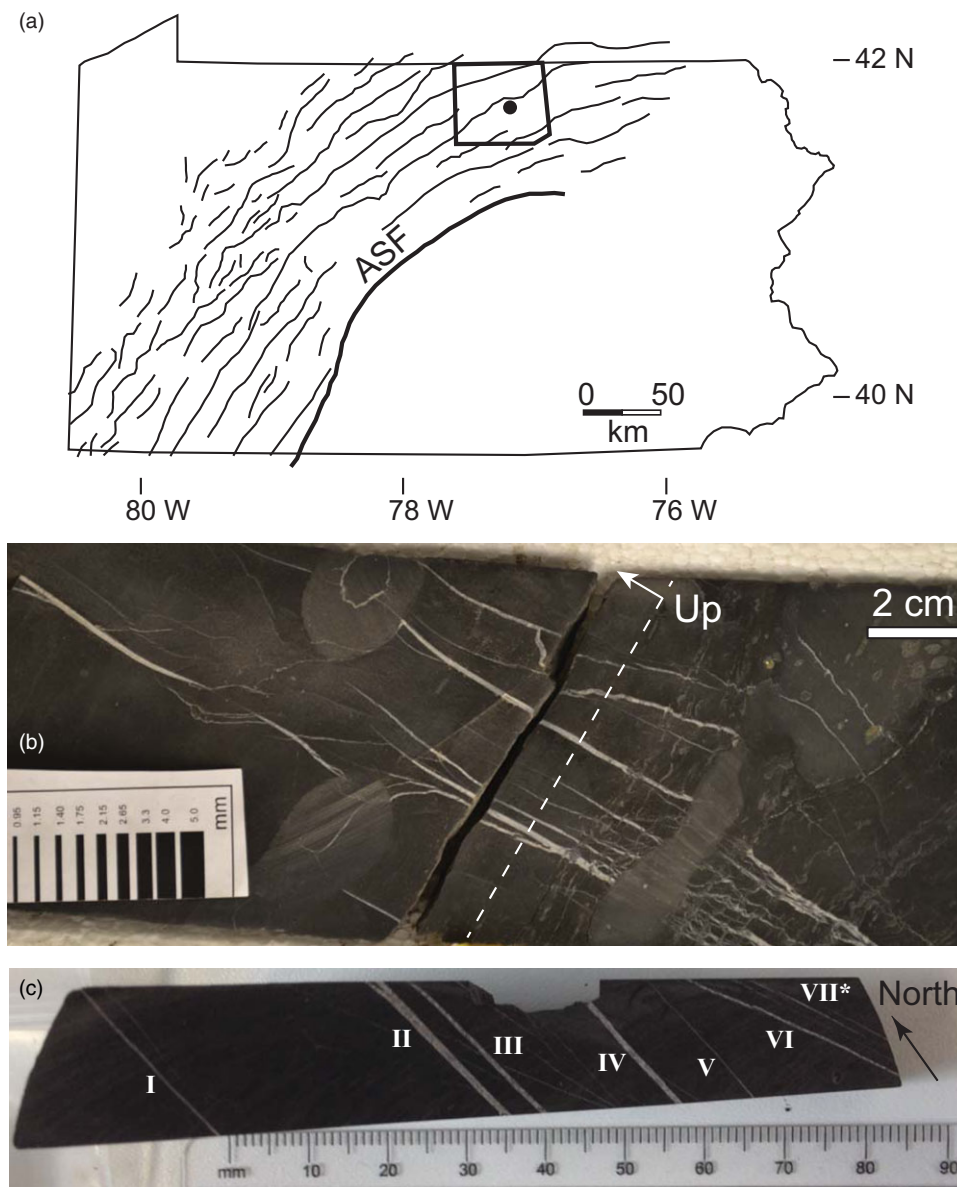 (a)
42 N
ASF
0 50
km
40 N
80 W 78 W 76 W
Up
2 cm
(b)
0.95 1.15 1.40 1.75 2.15 2.65 3.3 4.0 5.0 mm
(c)
VII* North
II
III
VI
IV
V
I
mm 10 20 30 40 50 60 70 80 90